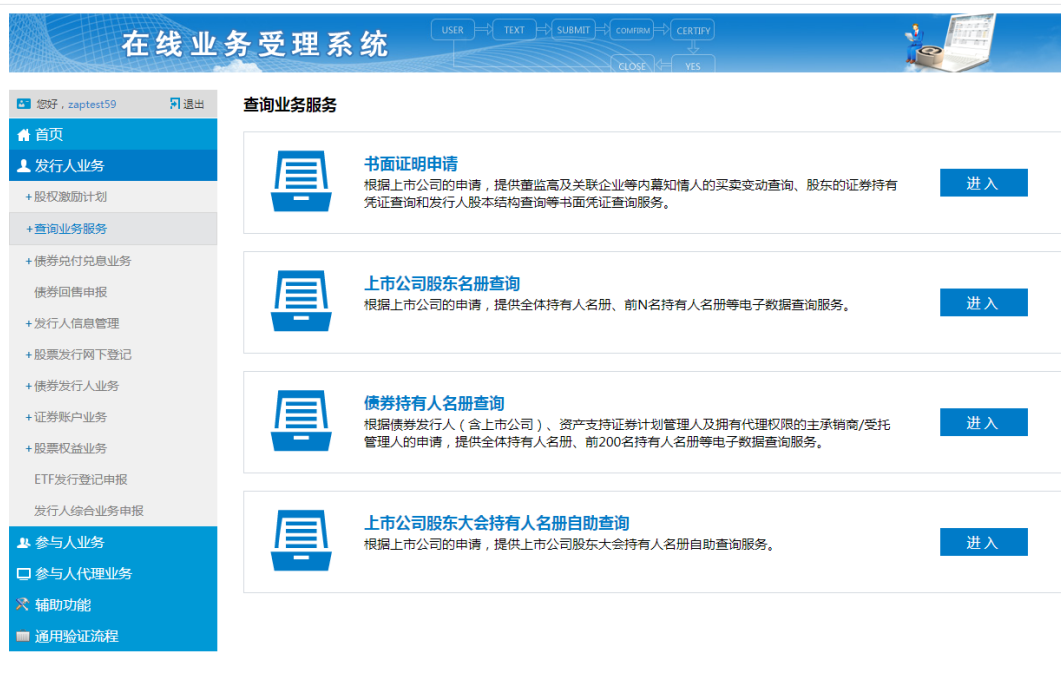 在线业务受理系统
USER TEXT SUBMIT CONFIRM CERTIFY
CLOSE YES
您好，zaptest59 退出
首页
发行人业务
+股权激励计划
+查询业务服务
+债券兑付兑息业务
债券回售申报
+发行人信息管理
+股票发行网下登记
+债券发行人业务
+证券账户业务
+股票权益业务
ETF发行登记申报
发行人综合业务申报
参与人业务
参与人代理业务
辅助功能
通用验证流程
查询业务服务
书面证明申请
根据上市公司的申请，提供董监高及关联企业等内幕知情人的买卖变动查询、股东的证券持有
凭证查询和发行人股本结构查询等书面凭证查询服务。
进入
上市公司股东名册查询
根据上市公司的申请，提供全体持有人名册、前N名持有人名册等电子数据查询服务。
进入
债券持有人名册查询
根据债券发行人（含上市公司）、资产支持证券计划管理人及拥有代理权限的主承销商/受托
管理人的申请，提供全体持有人名册、前200名持有人名册等电子数据查询服务。
进入
上市公司股东大会持有人名册自助查询
根据上市公司的申请，提供上市公司股东大会持有人名册自助查询服务。
进入